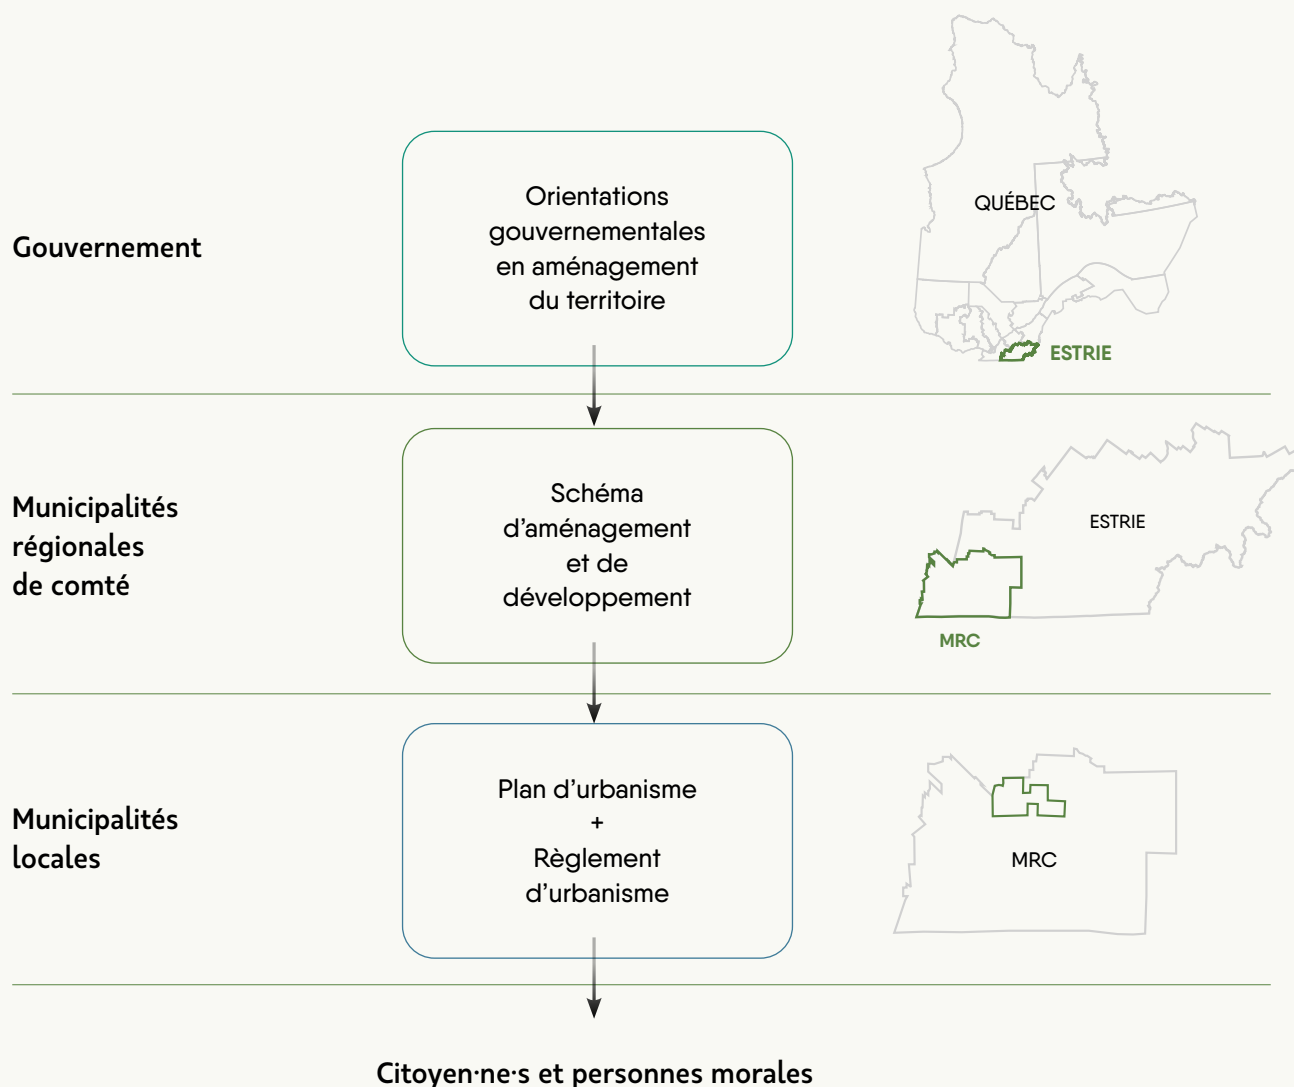 Gouvernement
Orientations
gouvernementales
en aménagement
du territoire
QUÉBEC
ESTRIE
Municipalités
régionales
de comté
Schéma
d’aménagement
et de
développement
ESTRIE
MRC
Municipalités
locales
Plan d’urbanisme
+
Règlement
d’urbanisme
MRC
Citoyen·ne·s et personnes morales